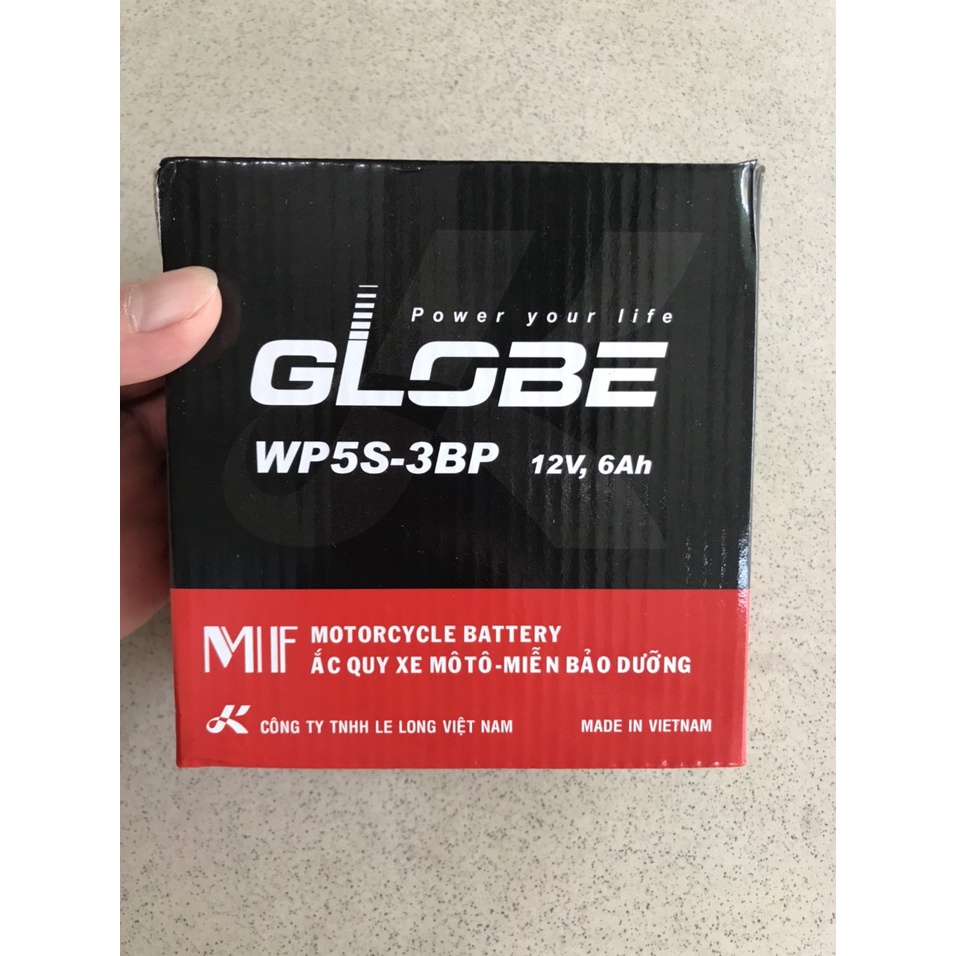 Power your life
GLOBE
WP5S-3BP 12V, 6Ah
MF MOTORCYCLE BATTERY
ẮC QUY XE MÔTÔ-MIỄN BẢO DƯỠNG
CÔNG TY TNHH LE LONG VIỆT NAM MADE IN VIETNAM